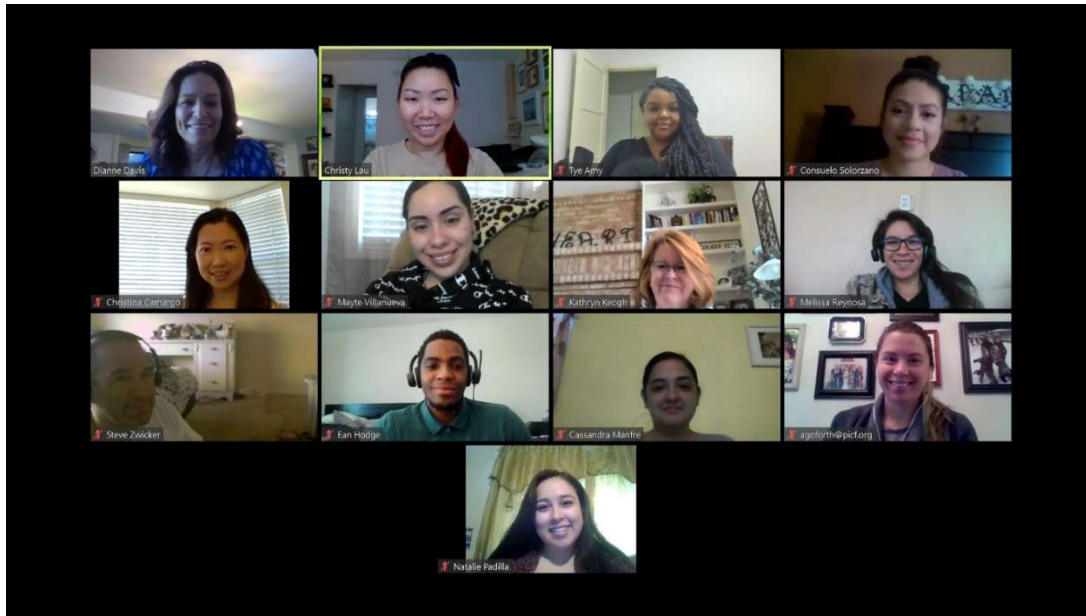 Dianne Davis
Christy Lau
Tye Amy
Consuelo Solorzano
Christina Camargo
Mayte Villanueva
HEART
Kathryn Keogh
Melissa Reynosa
Steve Zwicker
Ean Hodge
Cassandra Manfre
agoforth@picf.org
Natalie Padilla